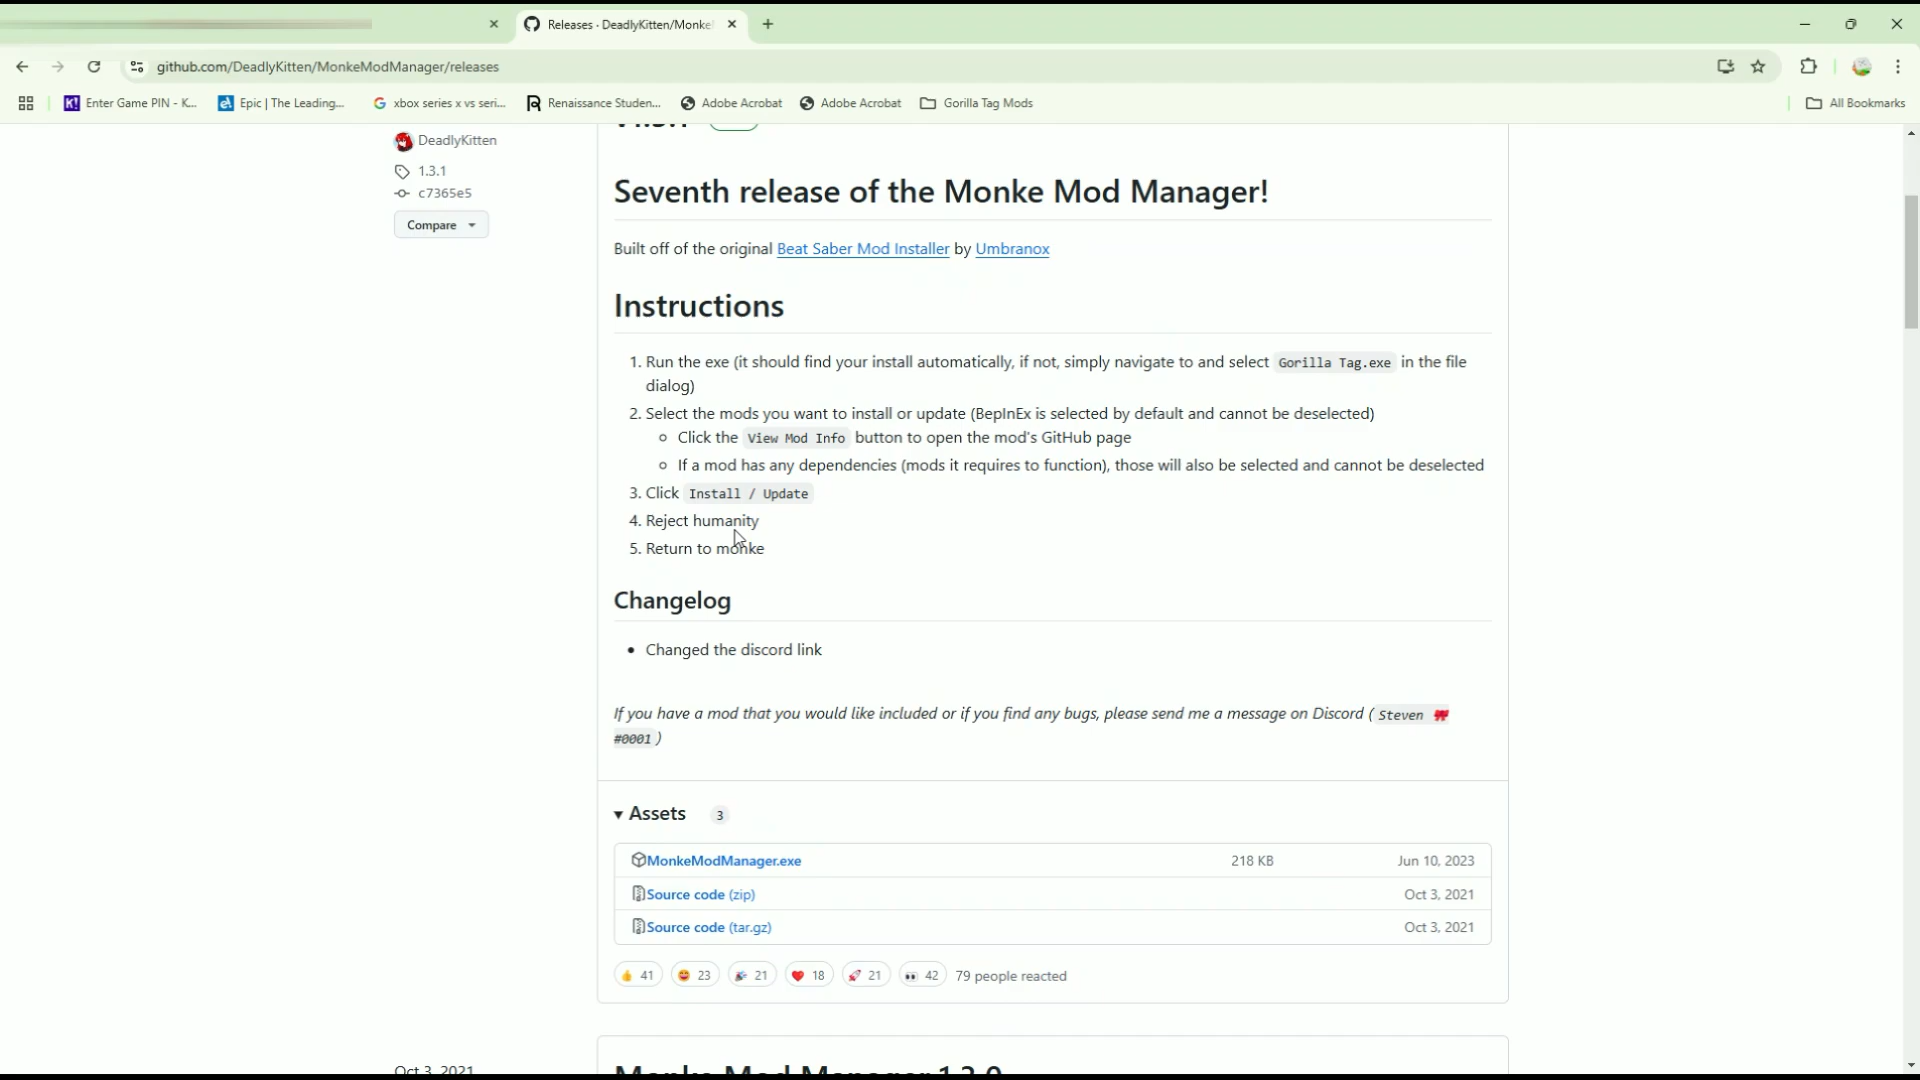 Releases · DeadlyKitten/Monke
github.com/DeadlyKitten/MonkeModManager/releases
Enter Game PIN - K...
Epic | The Leading...
xbox series x vs seri...
Renaissance Studen...
Adobe Acrobat
Adobe Acrobat
Gorilla Tag Mods
All Bookmarks
DeadlyKitten
1.3.1
c7365e5
Compare
Seventh release of the Monke Mod Manager!
Built off of the original Beat Saber Mod Installer by Umbranox
Instructions
1. Run the exe (it should find your install automatically, if not, simply navigate to and select Gorilla Tag.exe in the file
dialog)
2. Select the mods you want to install or update (BepInEx is selected by default and cannot be deselected)
Click the View Mod Info button to open the mod's GitHub page
If a mod has any dependencies (mods it requires to function), those will also be selected and cannot be deselected
3. Click Install / Update
4. Reject humanity
5. Return to monke
Changelog
• Changed the discord link
If you have a mod that you would like included or if you find any bugs, please send me a message on Discord ( Steven
#0001 )
Assets 3
MonkeModManager.exe 218 KB Jun 10, 2023
Source code (zip) Oct 3, 2021
Source code (tar.gz) Oct 3, 2021
41 23 21 18 21 42 79 people reacted
Oct 3, 2021
Monke Mod Manager 1.3.0